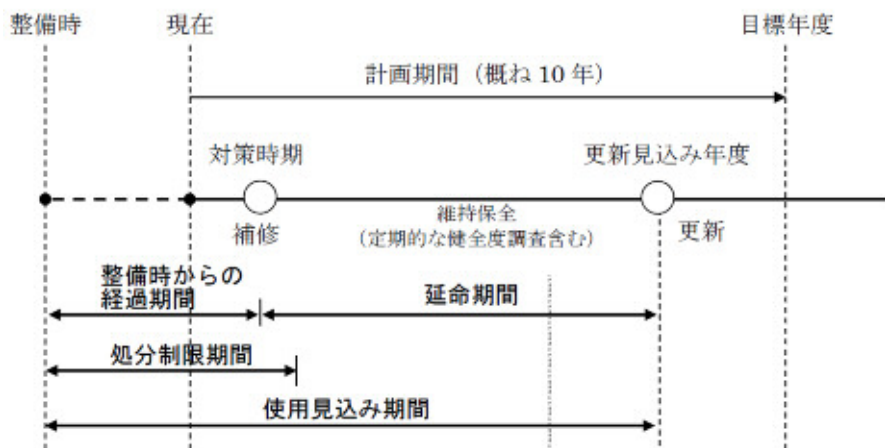 整備時
現在
目標年度
計画期間（概ね 10 年）
対策時期
更新見込み年度
補修
維持保全
（定期的な健全度調査含む）
更新
整備時からの
経過期間
延命期間
処分制限期間
使用見込み期間